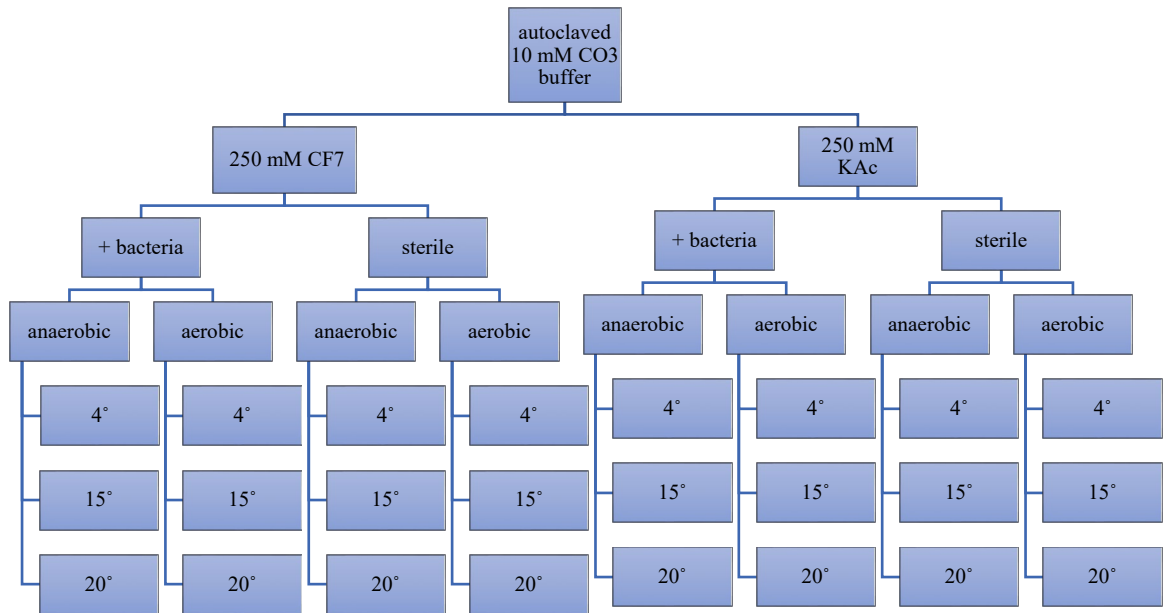 autoclaved
10 mM CO3
buffer
250 mM CF7
250 mM
KAc
+ bacteria
sterile
+ bacteria
sterile
anaerobic
aerobic
anaerobic
aerobic
anaerobic
aerobic
anaerobic
aerobic
4˚
4˚
4˚
4˚
4˚
4˚
4˚
4˚
15˚
15˚
15˚
15˚
15˚
15˚
15˚
15˚
20˚
20˚
20˚
20˚
20˚
20˚
20˚
20˚